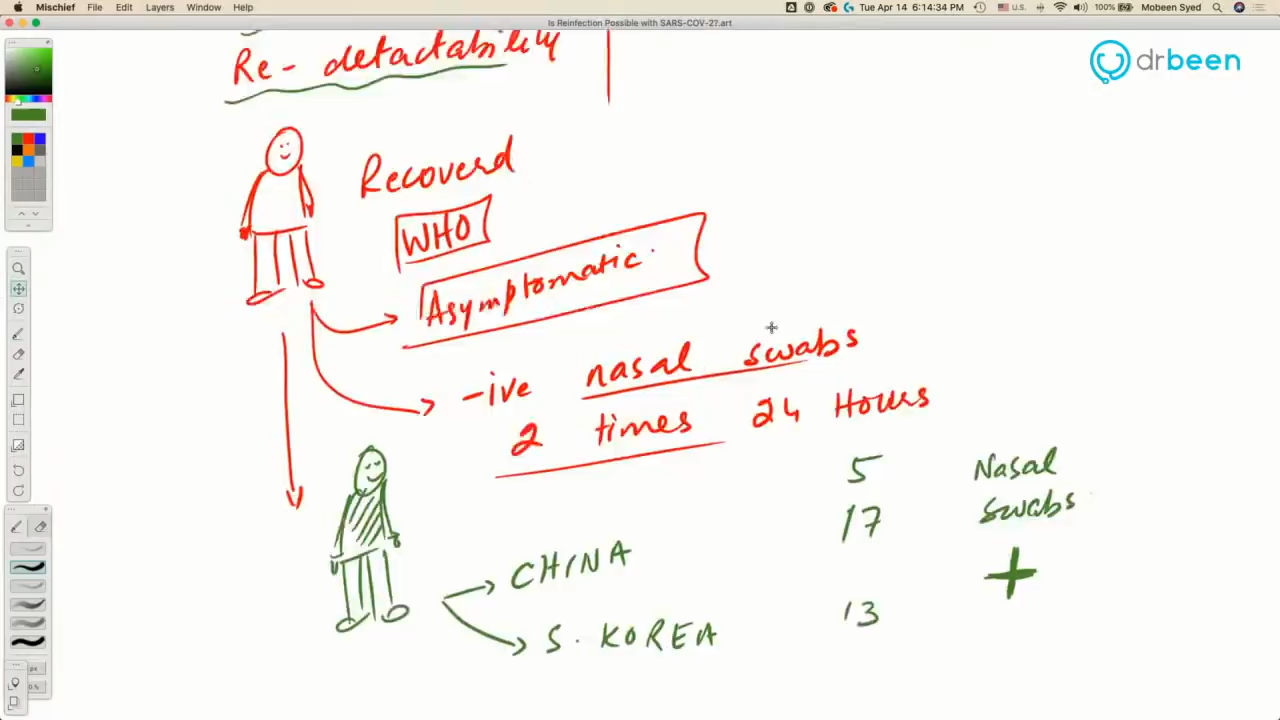 Mischief File Edit Layers Window Help
100% Tue Apr 14 6:14:34 PM Mobeen Syed
U.S.
Is Reinfection Possible with SARS-COV-2?.art
drbeen
Re- detactability
Recoverd
WHO
Asymptomatic
-ive nasal swabs
2 times 24 Hours
5 Nasal
17 swabs
+
CHINA
13
S. KOREA